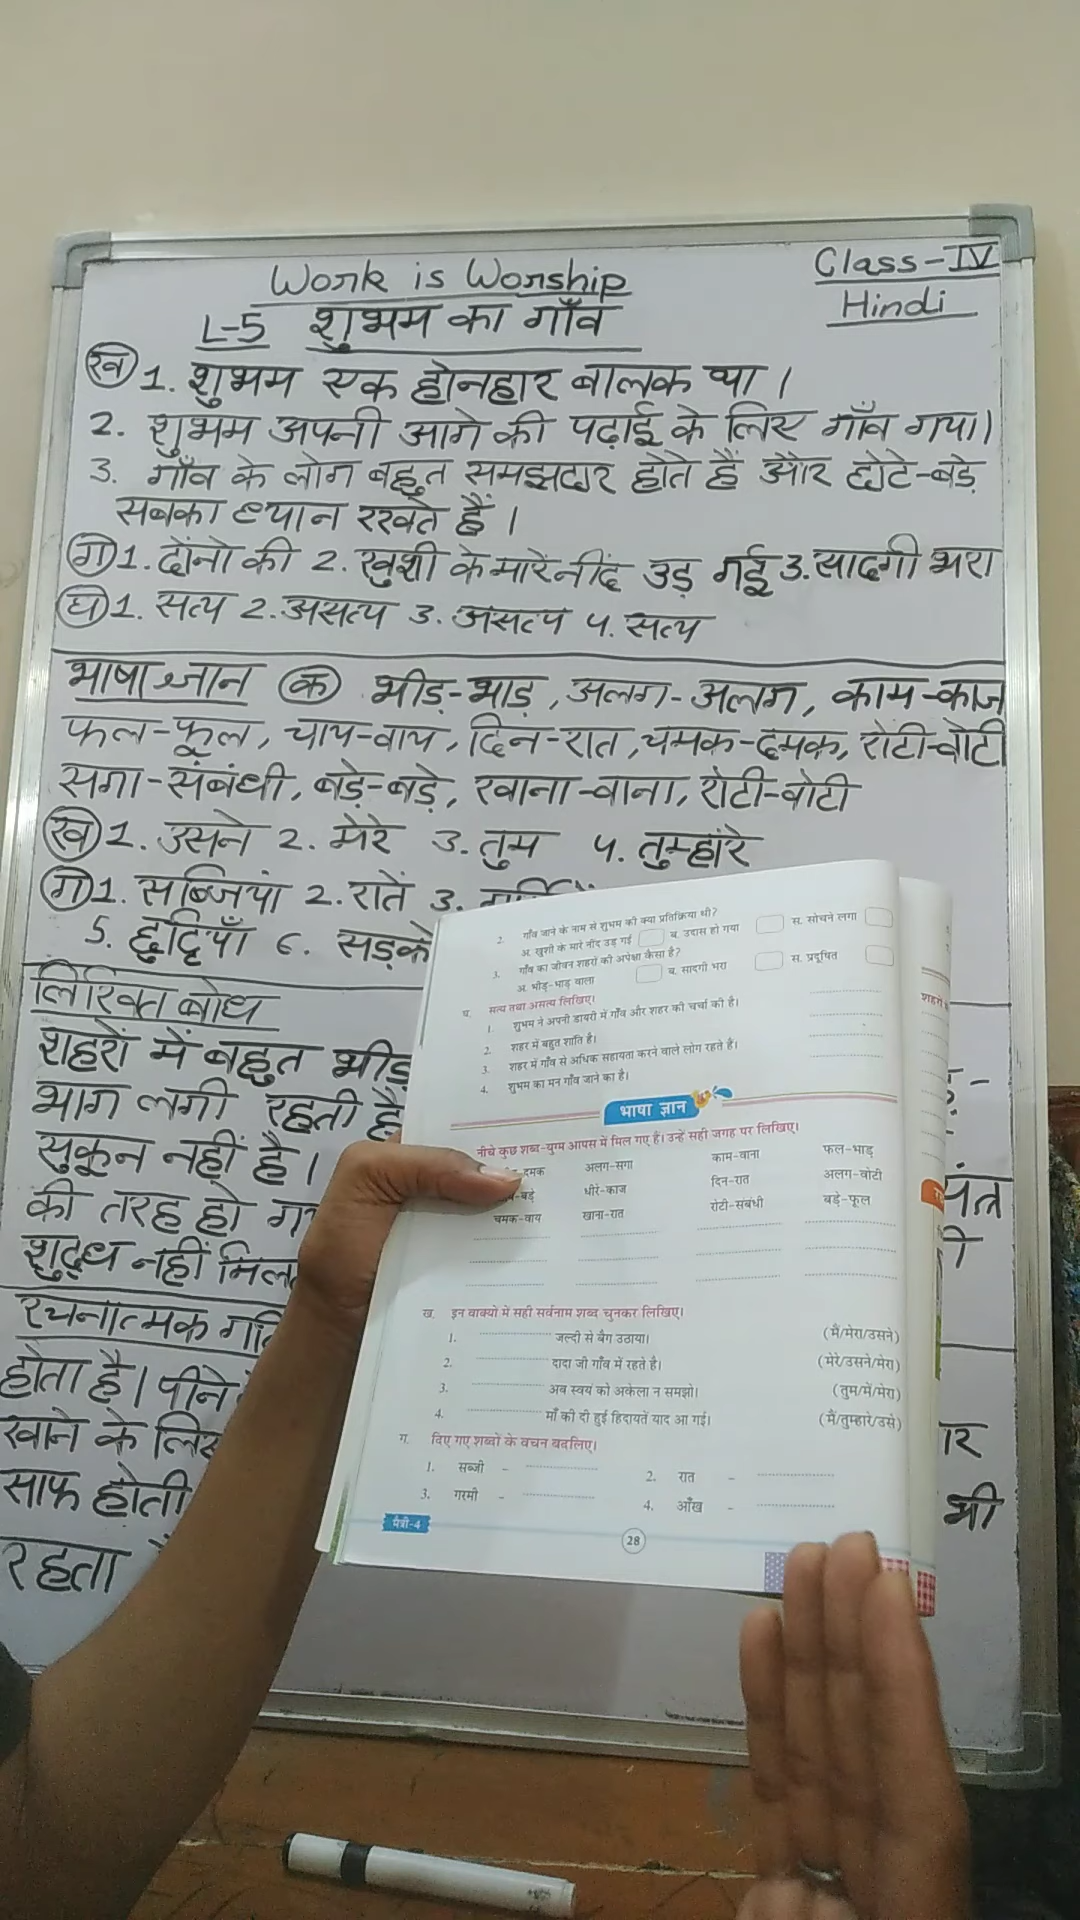 Work is Worship
Class-IV
Hindi
L-5 शुभम का गाँव
ख 1. शुभम एक होनहार बालक था।
2. शुभम अपनी आगे की पढ़ाई के लिए गाँव गया।
3. गाँव के लोग बहुत समझदार होते हैं और छोटे-बड़े
सबका ध्यान रखते हैं।
ग 1. दोंनो की 2. खुशी के मारे नींद उड़ गई 3. सादगी भरा
घ 1. सत्य 2. असत्य 3. असत्य 4. सत्य
भाषा ज्ञान क भीड़-भाड़, अलग-अलग, काम-काज
फल-फूल, चाय-वाय, दिन-रात, चमक-दमक, रोटी-वोटी
सगा-संबंधी, बड़े-बड़े, खाना-वाना, रोटी-वोटी
ख 1. उसने 2. मेरे 3. तुम 4. तुम्हांरे
ग 1. सब्जियां 2. रातें 3.
5. छुट्टियाँ 6. सड़कें
लिखित बोध
शहरों में बहुत भीड़
भाग लगी रहती है
सुकून नहीं है।
की तरह हो
शुद्ध नहीं
रचनात्मक
होता है। पीने
खाने के लिए
साफ होती
भी
रहता
2. गाँव जाने के नाम से शुभम की क्या प्रतिक्रिया थी?
अ. खुशी के मारे नींद उड़ गई ब. उदास हो गया स. सोचने लगा
3. गाँव का जीवन शहरों की अपेक्षा कैसा है?
अ. भीड़-भाड़ वाला ब. सादगी भरा स. प्रदूषित
घ. सत्य तथा असत्य लिखिए।
1. शुभम ने अपनी डायरी में गाँव और शहर की चर्चा की है।
2. शहर में बहुत शांति है।
3. शहर में गाँव से अधिक सहायता करने वाले लोग रहते हैं।
4. शुभम का मन गाँव जाने का है।
भाषा ज्ञान
नीचे कुछ शब्द-युग्म आपस में मिल गए हैं। उन्हें सही जगह पर लिखिए।
दमक अलग-सगा काम-वाना फल-भाड़
बड़े धीरे-काज दिन-रात अलग-वोटी
चमक-वाय खाना-रात रोटी-संबंधी बड़े-फूल
ख. इन वाक्यों में सही सर्वनाम शब्द चुनकर लिखिए।
1. जल्दी से बैग उठाया। (मैं/मेरा/उसने)
2. दादा जी गाँव में रहते हैं। (मेरे/उसने/मेरा)
3. अब स्वयं को अकेला न समझो। (तुम/में/मेरा)
4. माँ की दी हुई हिदायतें याद आ गई। (मैं/तुम्हारे/उसे)
ग. दिए गए शब्दों के वचन बदलिए।
1. सब्जी - 2. रात -
3. गरमी - 4. आँख -
मैत्री-4
28